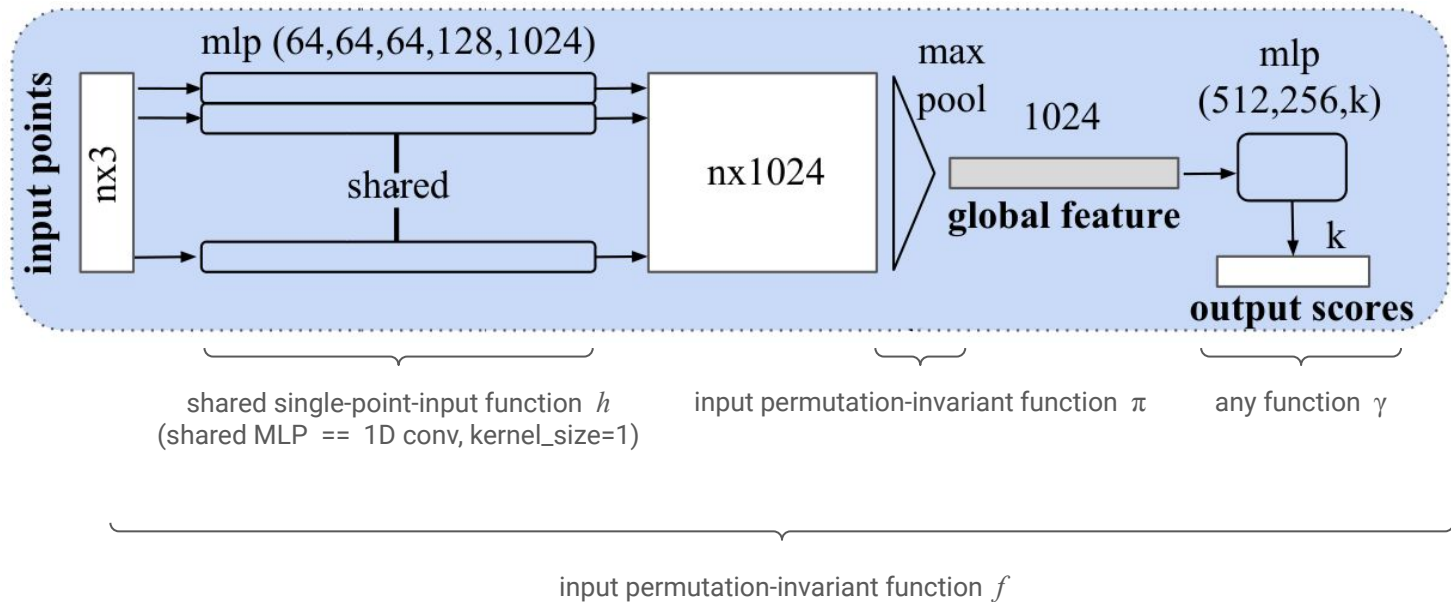 mlp (64,64,64,128,1024)
input points
nx3
shared
nx1024
max
pool
1024
global feature
mlp
(512,256,k)
k
output scores
shared single-point-input function h
(shared MLP == 1D conv, kernel_size=1)
input permutation-invariant function π
any function γ
input permutation-invariant function f